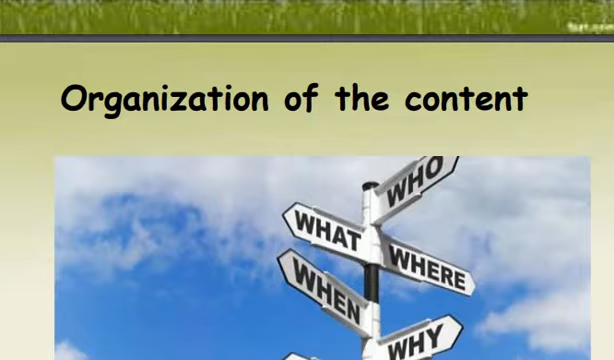 Organization of the content
WHO
WHAT
WHERE
WHEN
WHY